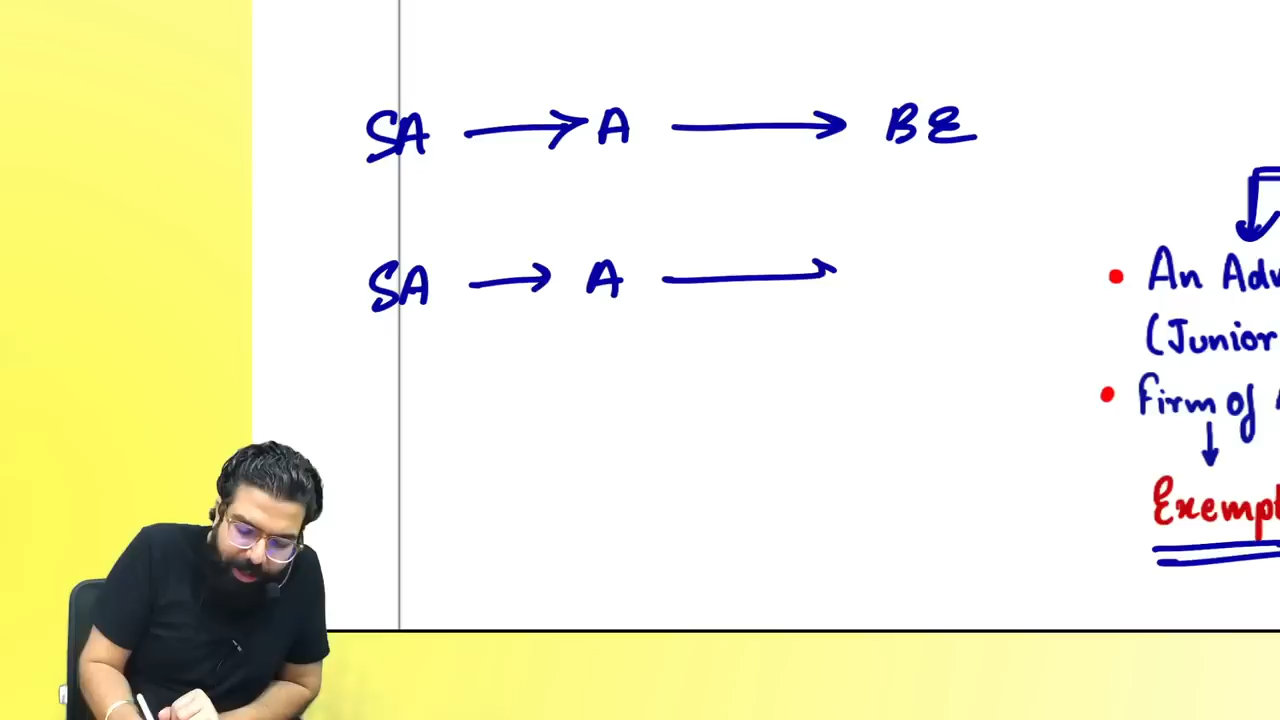 SA → A → BE
SA → A →
• An Adv
(Junior
• Firm of
↓
Exempt